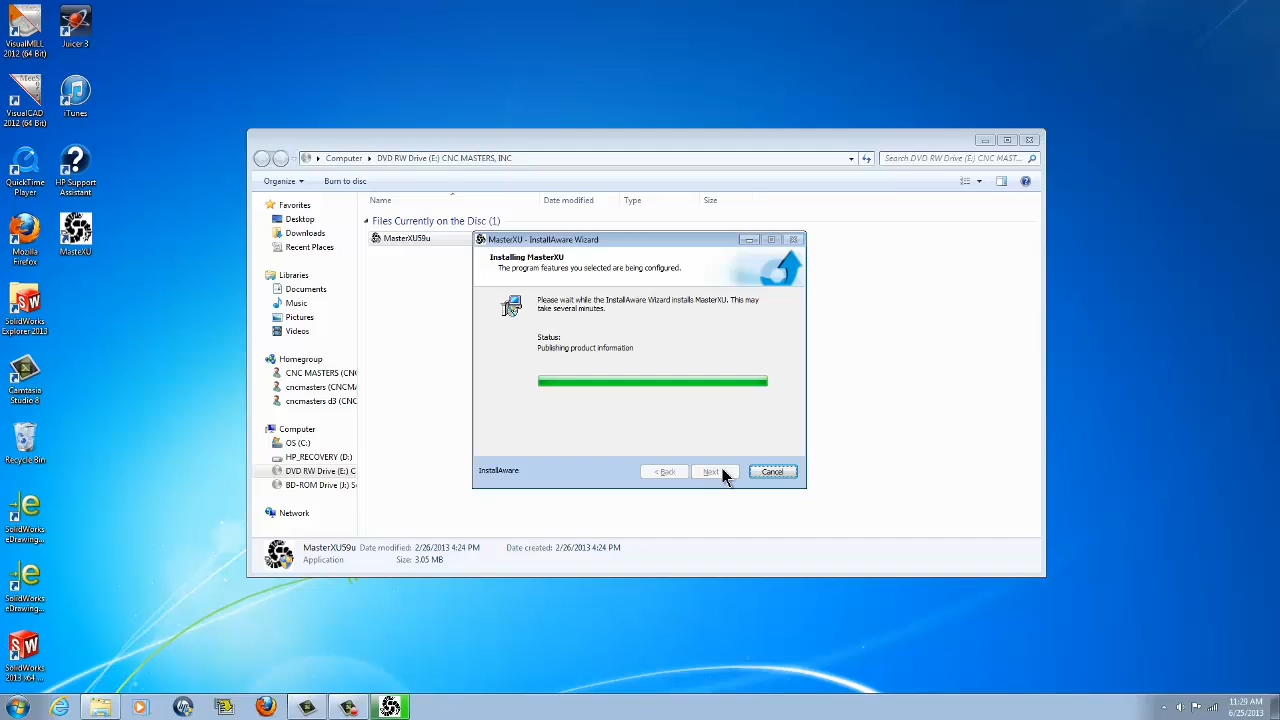 VisualMILL
2012 (64 Bit)
Juicer 3
VisualCAD
2012 (64 Bit)
iTunes
QuickTime
Player
HP Support
Assistant
Mozilla
Firefox
MasteXU
SolidWorks
Explorer 2013
Camtasia
Studio 8
Recycle Bin
SolidWorks
eDrawing...
SolidWorks
eDrawing...
SolidWorks
2013 x64 ...
Computer
DVD RW Drive (E:) CNC MASTERS, INC
Search DVD RW Drive (E:) CNC MAST...
Organize
Burn to disc
Favorites
Desktop
Downloads
Recent Places
Libraries
Documents
Music
Pictures
Videos
Homegroup
CNC MASTERS (CNC
cncmasters (CNCMA
cncmasters d3 (CNC
Computer
OS (C:)
HP_RECOVERY (D:)
DVD RW Drive (E:) C
BD-ROM Drive (J:) S
Network
Name Date modified Type Size
Files Currently on the Disc (1)
MasterXU59u
MasterXU - InstallAware Wizard
Installing MasterXU
The program features you selected are being configured.
Please wait while the InstallAware Wizard installs MasterXU. This may
take several minutes.
Status:
Publishing product information
InstallAware
< Back
Next
Cancel
MasterXU59u Date modified: 2/26/2013 4:24 PM Date created: 2/26/2013 4:24 PM
Application Size: 3.05 MB
11:29 AM
6/25/2013